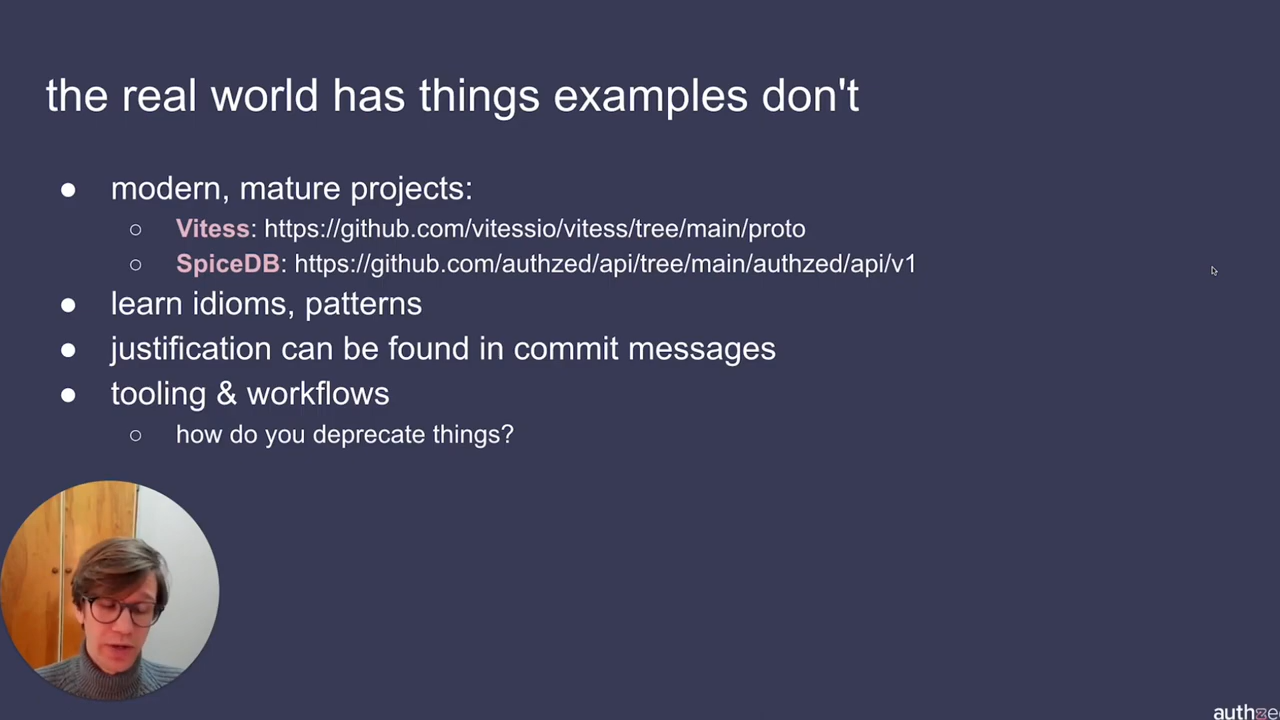 the real world has things examples don't
● modern, mature projects:
○ Vitess: https://github.com/vitessio/vitess/tree/main/proto
○ SpiceDB: https://github.com/authzed/api/tree/main/authzed/api/v1
● learn idioms, patterns
● justification can be found in commit messages
● tooling & workflows
○ how do you deprecate things?
authze